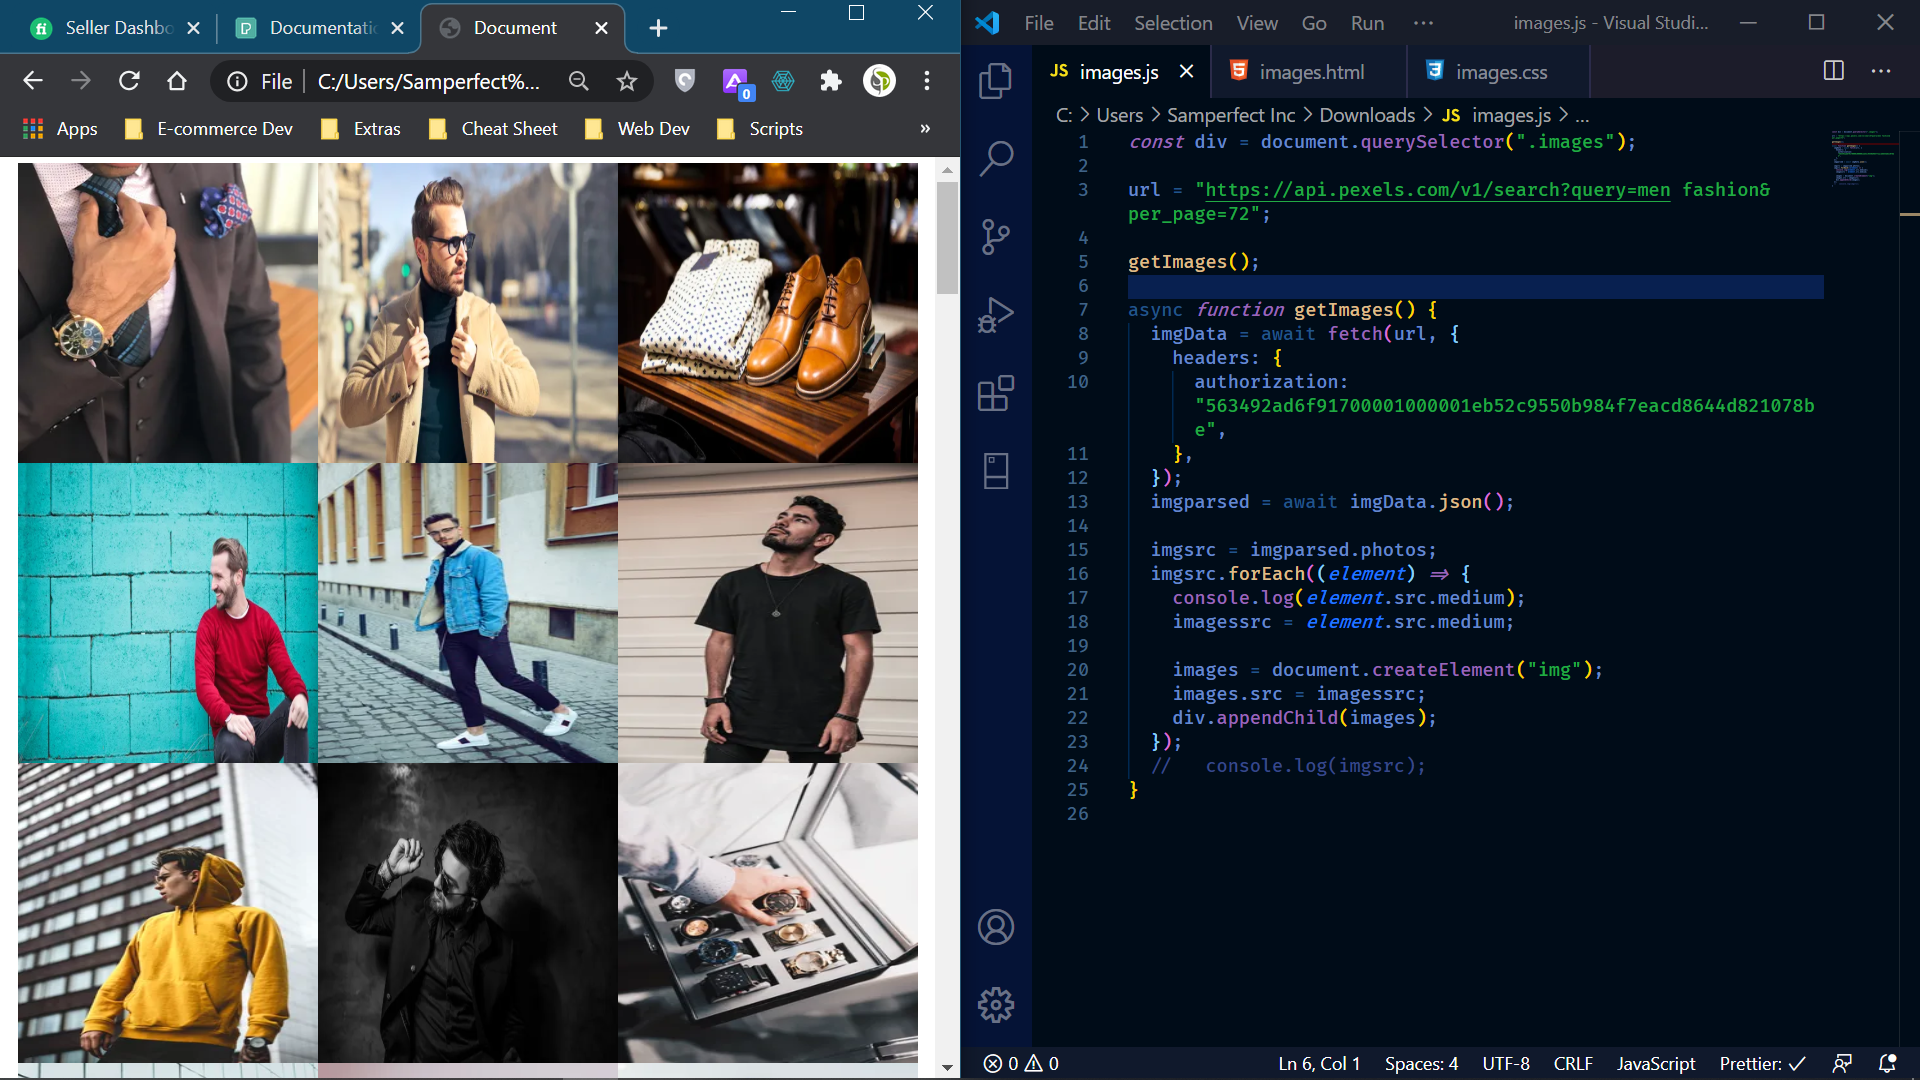 Seller Dashbo
Documentatic
Document
File
C:/Users/Samperfect%...
0
Apps
E-commerce Dev
Extras
Cheat Sheet
Web Dev
Scripts
»
File Edit Selection View Go Run ···
images.js - Visual Studi...
JS images.js
images.html
images.css
C: > Users > Samperfect Inc > Downloads > JS images.js > ...
1 const div = document.querySelector(".images");
2
3 url = "https://api.pexels.com/v1/search?query=men fashion&
per_page=72";
4
5 getImages();
6
7 async function getImages() {
8 imgData = await fetch(url, {
9 headers: {
10 authorization:
"563492ad6f91700001000001eb52c9550b984f7eacd8644d821078b
e",
11 },
12 });
13 imgparsed = await imgData.json();
14
15 imgsrc = imgparsed.photos;
16 imgsrc.forEach((element) => {
17 console.log(element.src.medium);
18 imagessrc = element.src.medium;
19
20 images = document.createElement("img");
21 images.src = imagessrc;
22 div.appendChild(images);
23 });
24 // console.log(imgsrc);
25 }
26
0 0
Ln 6, Col 1 Spaces: 4 UTF-8 CRLF JavaScript Prettier: ✓